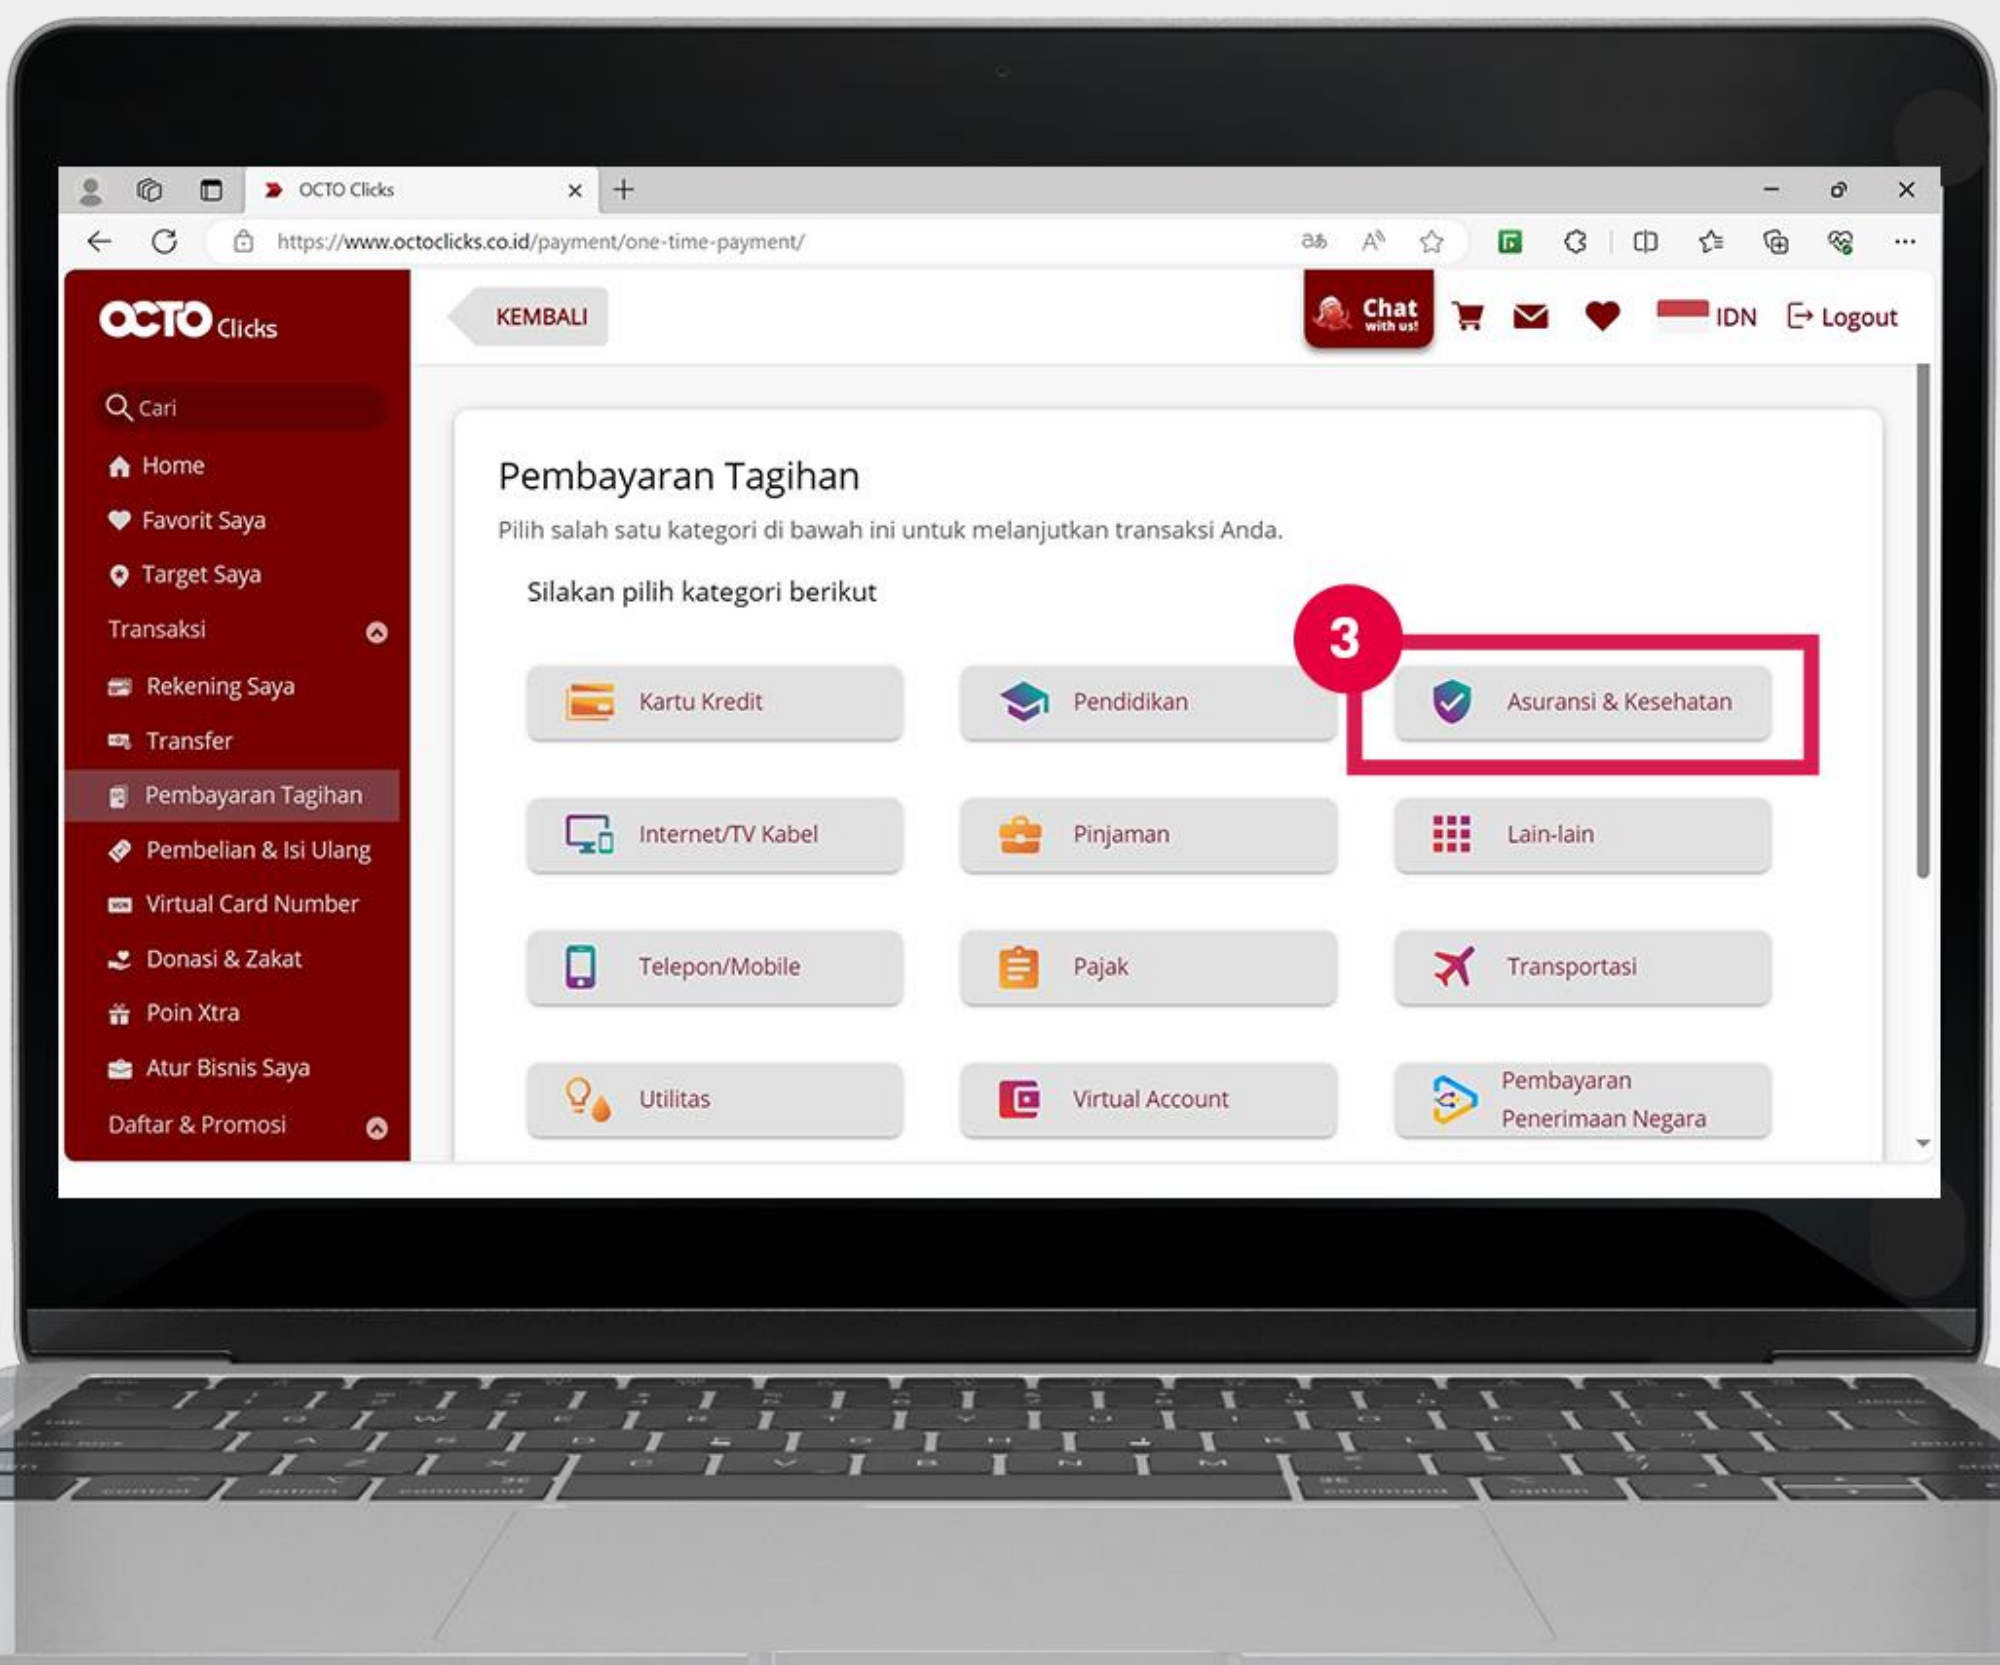 OCTO Clicks
https://www.octoclicks.co.id/payment/one-time-payment/
OCTO Clicks
KEMBALI
Chat
with us!
IDN
Logout
Cari
Home
Favorit Saya
Target Saya
Transaksi
Rekening Saya
Transfer
Pembayaran Tagihan
Pembelian & Isi Ulang
Virtual Card Number
Donasi & Zakat
Poin Xtra
Atur Bisnis Saya
Daftar & Promosi
Pembayaran Tagihan
Pilih salah satu kategori di bawah ini untuk melanjutkan transaksi Anda.
Silakan pilih kategori berikut
3
Kartu Kredit
Pendidikan
Asuransi & Kesehatan
Internet/TV Kabel
Pinjaman
Lain-lain
Telepon/Mobile
Pajak
Transportasi
Utilitas
Virtual Account
Pembayaran
Penerimaan Negara